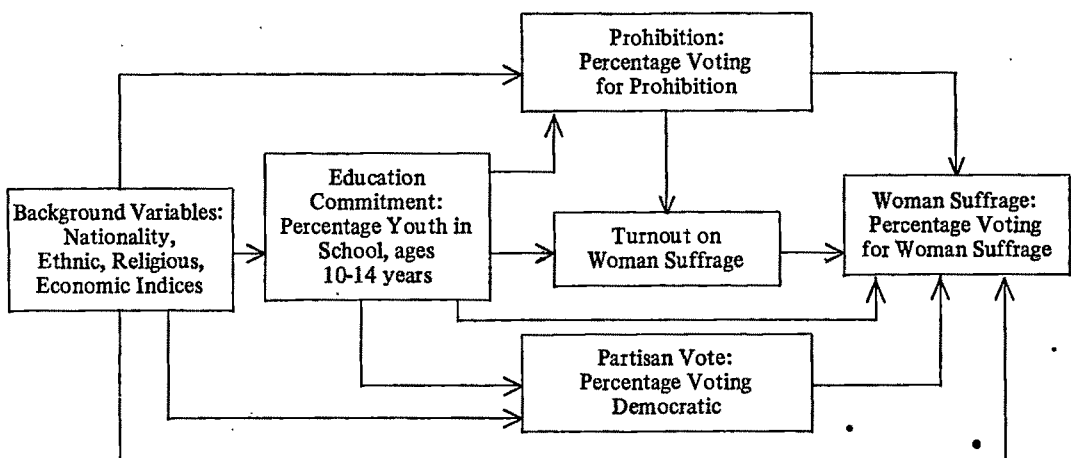 Prohibition:
Percentage Voting
for Prohibition
Education
Commitment:
Percentage Youth in
School, ages
10-14 years
Background Variables:
Nationality,
Ethnic, Religious,
Economic Indices
Turnout on
Woman Suffrage
Woman Suffrage:
Percentage Voting
for Woman Suffrage
Partisan Vote:
Percentage Voting
Democratic